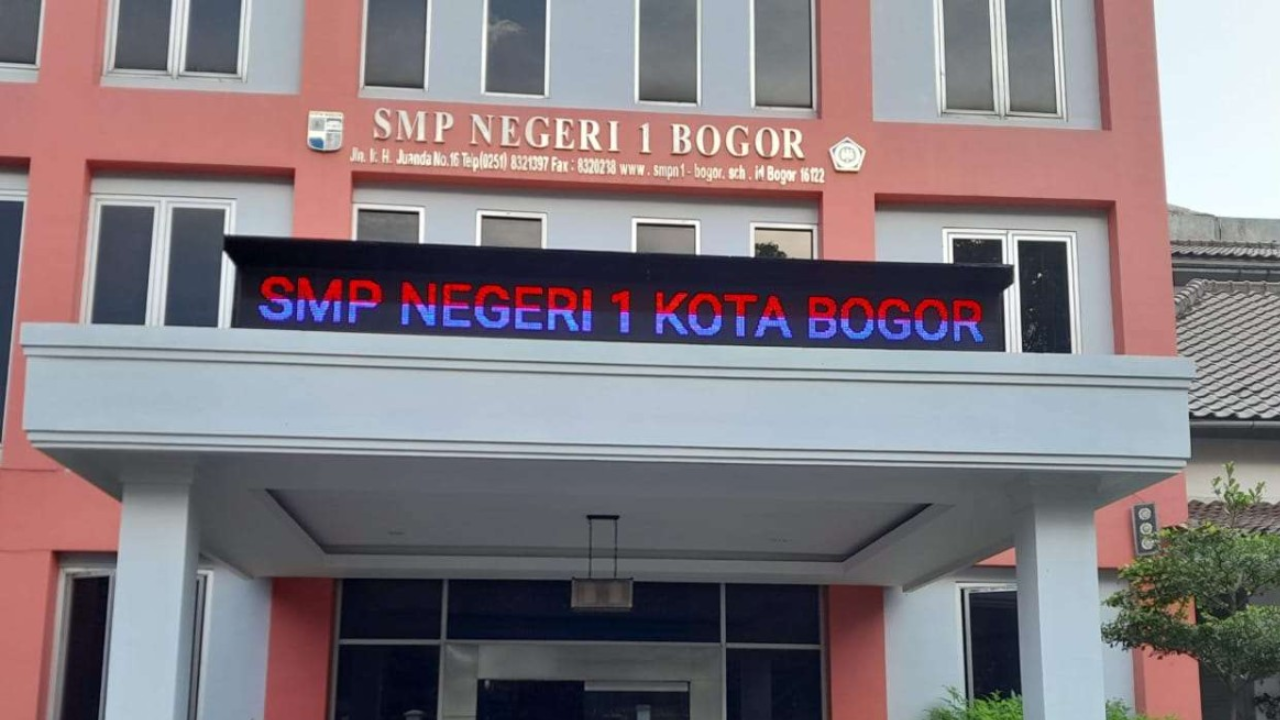 SMP NEGERI 1 BOGOR
Jln. Ir. H. Juanda No.16 Telp(0251) 8321397 Fax : 8320238 www . smpn1 - bogor. sch . id Bogor 16122
SMP NEGERI 1 KOTA BOGOR